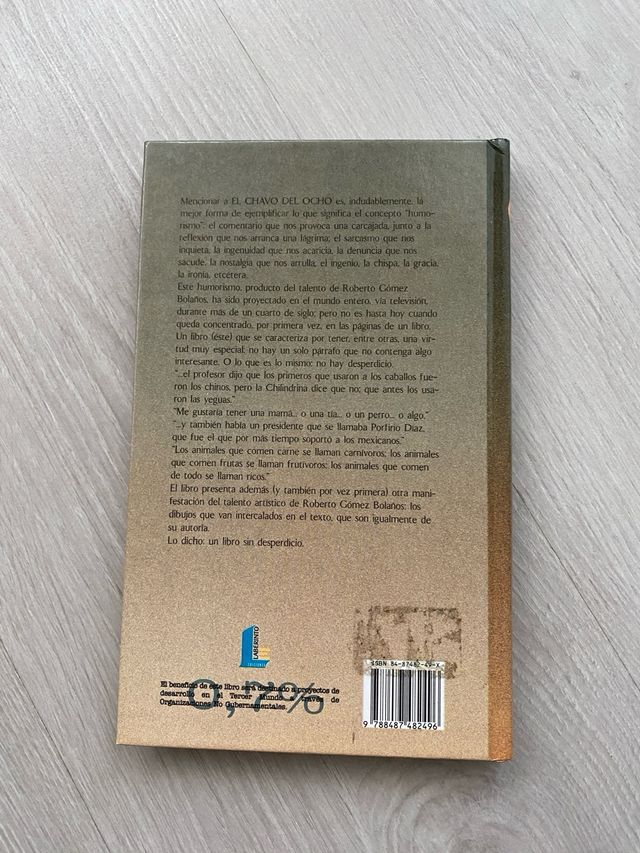 Mencionar a EL CHAVO DEL OCHO es, indudablemente, la
mejor forma de ejemplificar lo que significa el concepto "humo-
rismo": el comentario que nos provoca una carcajada, junto a la
reflexión que nos arranca una lágrima; el sarcasmo que nos
inquieta, la ingenuidad que nos acaricia, la denuncia que nos
sacude, la nostalgia que nos arrulla; el ingenio, la chispa, la gracia,
la ironía, etcétera.
Este humorismo, producto del talento de Roberto Gómez
Bolaños, ha sido proyectado en el mundo entero, vía televisión,
durante más de un cuarto de siglo; pero no es hasta hoy cuando
queda concentrado, por primera vez, en las páginas de un libro.
Un libro (éste) que se caracteriza por tener, entre otras, una vir-
tud muy especial: no hay un solo párrafo que no contenga algo
interesante. O lo que es lo mismo: no hay desperdicio.
"...el profesor dijo que los primeros que usaron a los caballos fue-
ron los chinos, pero la Chilindrina dice que no; que antes los usa-
ron las yeguas."
"Me gustaría tener una mamá... o una tía... o un perro... o algo."
"...y también había un presidente que se llamaba Porfirio Díaz,
que fue el que por más tiempo soportó a los mexicanos."
"Los animales que comen carne se llaman carnívoros; los animales
que comen frutas se llaman frutívoros; los animales que comen
de todo se llaman ricos."
El libro presenta además (y también por vez primera) otra mani-
festación del talento artístico de Roberto Gómez Bolaños: los
dibujos que van intercalados en el texto, que son igualmente de
su autoría.
Lo dicho: un libro sin desperdicio.
LABERINTO
EDICIONES
El beneficio de este libro será destinado a proyectos de
desarrollo en el Tercer Mundo a través de
Organizaciones No Gubernamentales.
0,7%
ISBN 84-87482-49-X
9 788487 482496